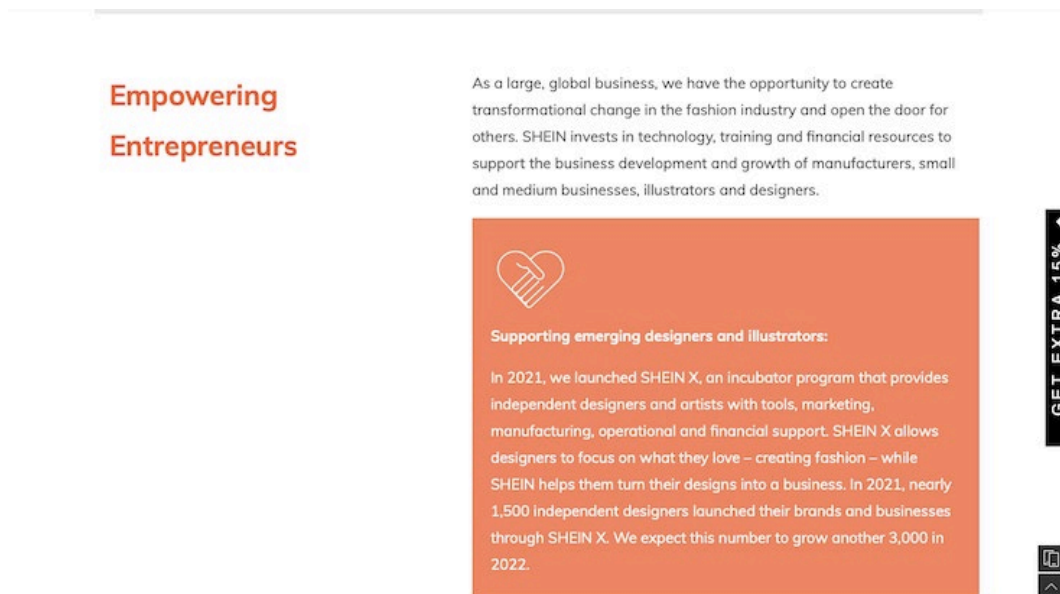 Empowering
Entrepreneurs
As a large, global business, we have the opportunity to create
transformational change in the fashion industry and open the door for
others. SHEIN invests in technology, training and financial resources to
support the business development and growth of manufacturers, small
and medium businesses, illustrators and designers.
Supporting emerging designers and illustrators:
In 2021, we launched SHEIN X, an incubator program that provides
independent designers and artists with tools, marketing,
manufacturing, operational and financial support. SHEIN X allows
designers to focus on what they love – creating fashion – while
SHEIN helps them turn their designs into a business. In 2021, nearly
1,500 independent designers launched their brands and businesses
through SHEIN X. We expect this number to grow another 3,000 in
2022.
GET EXTRA 15%